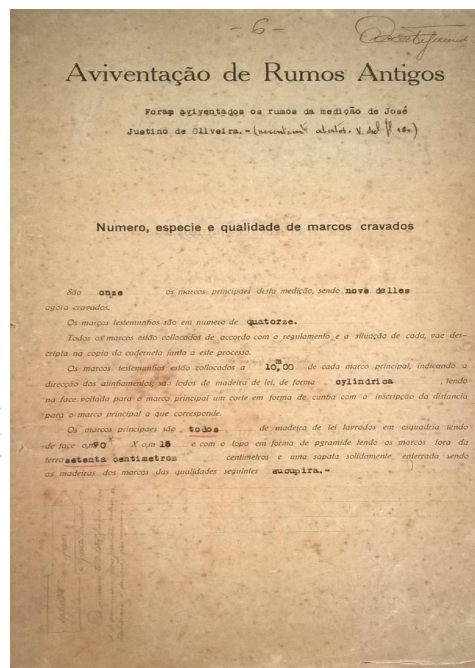 - 6 -
Aviventação de Rumos Antigos
Foram aviventados os rumos da medição de José
Justino de Oliveira.-
Numero, especie e qualidade de marcos cravados
São onze os marcos principaes desta medição, sendo nove delles
agora cravados.
Os marcos testemunhos são em numero de quatorze.
Todos os marcos estão collocados de accordo com o regulamento e a situação de cada, vae des-
cripta na copia da caderneta junta a este processo.
Os marcos testemunhos estão collocados a 10,00 m de cada marco principal, indicando a
direcção dos alinhamentos; são todos de madeira de lei, de forma cylindrica , tendo
na face voltada para o marco principal um corte em forma de cunha com a inscripção da distancia
para o marco principal a que corresponde.
Os marcos principaes são todos de madeira de lei lavrados em esquadria tendo
de face 0,m90 X 0,m 18 e com o topo em forma de pyramide tendo os marcos fora da
terra setenta centimetros centimetros e uma sapata solidamente enterrada sendo
as madeiras dos marcos das qualidades seguintes sucupira.-